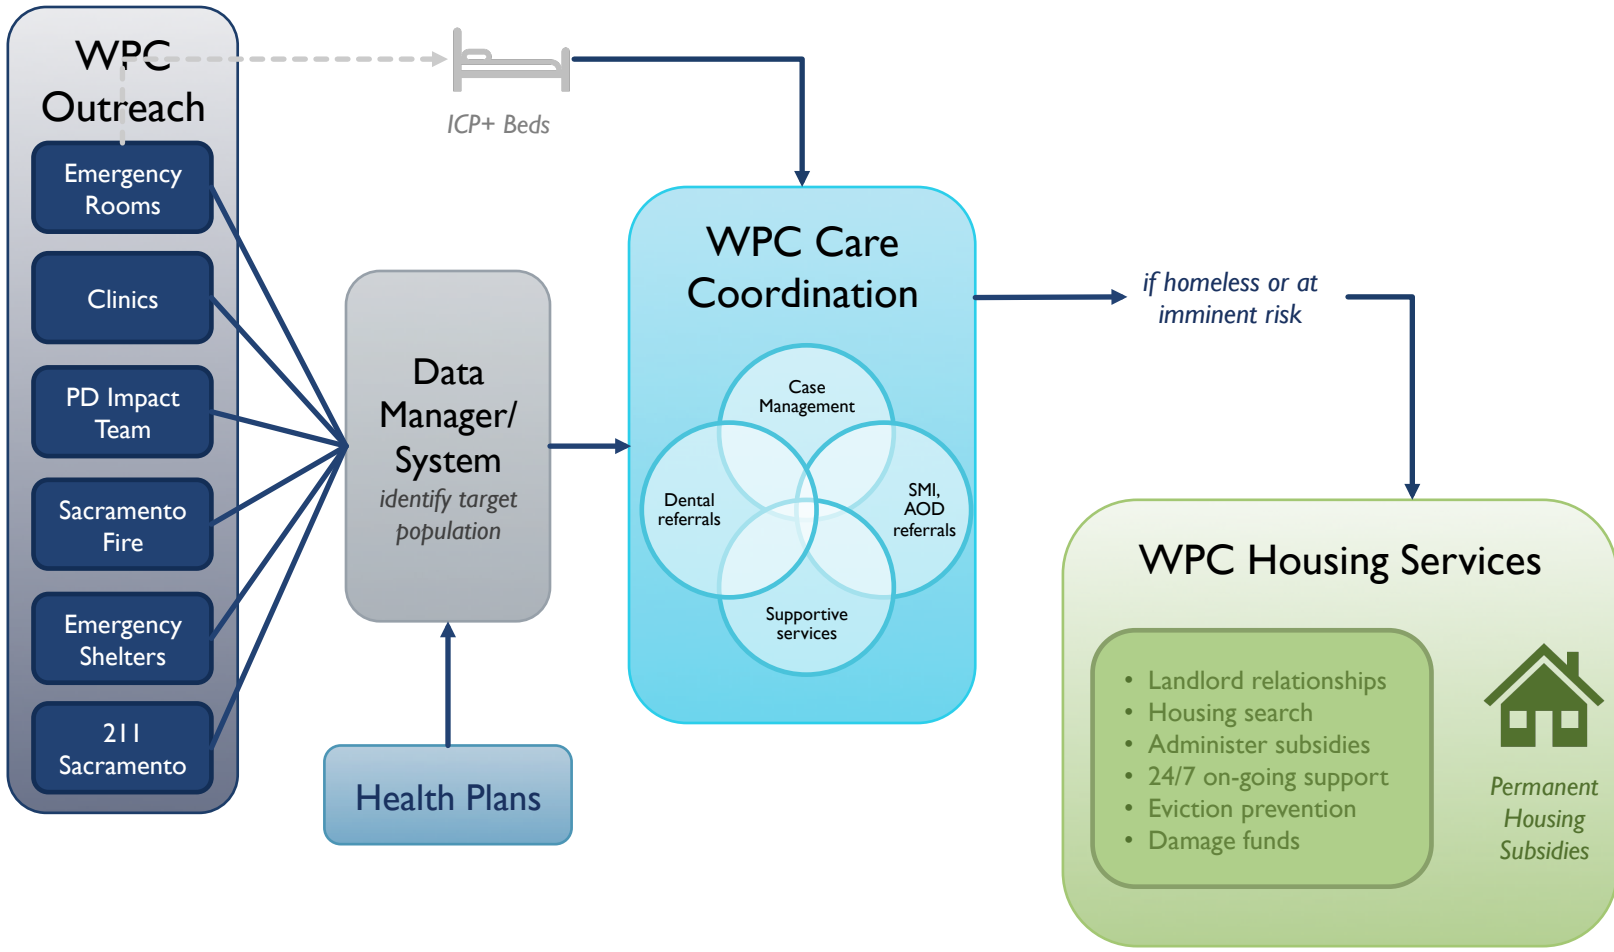 WPC
Outreach
Emergency
Rooms
Clinics
PD Impact
Team
Sacramento
Fire
Emergency
Shelters
211
Sacramento
ICP+ Beds
Data
Manager/
System
identify target
population
Health Plans
WPC Care
Coordination
Case
Management
Dental
referrals
SMI,
AOD
referrals
Supportive
services
if homeless or at
imminent risk
WPC Housing Services
• Landlord relationships
• Housing search
• Administer subsidies
• 24/7 on-going support
• Eviction prevention
• Damage funds
Permanent
Housing
Subsidies